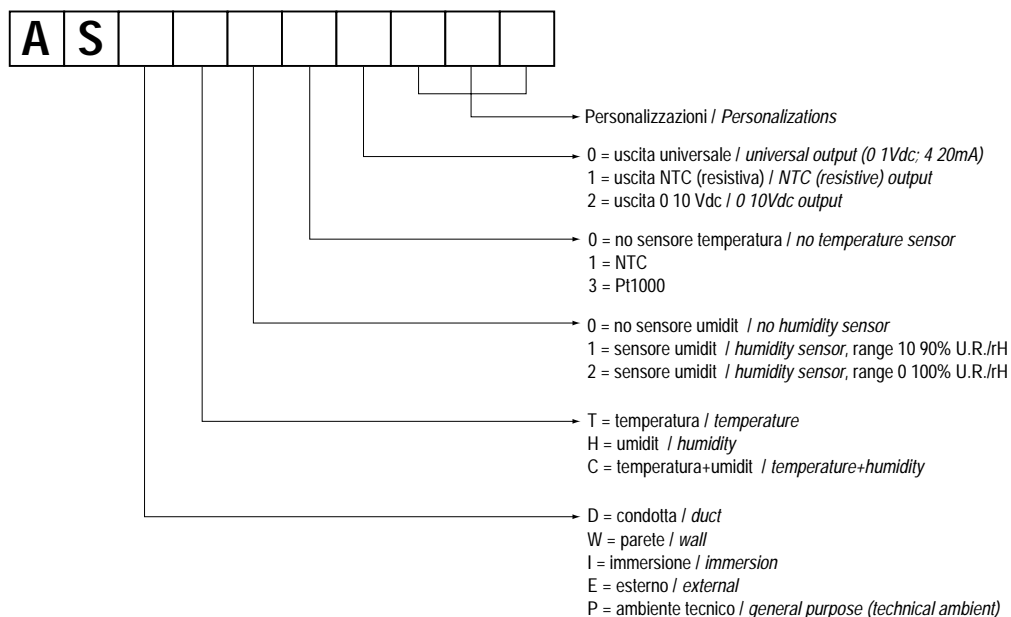 A S
Personalizzazioni / Personalizations
0 = uscita universale / universal output (0 1Vdc; 4 20mA)
1 = uscita NTC (resistiva) / NTC (resistive) output
2 = uscita 0 10 Vdc / 0 10Vdc output
0 = no sensore temperatura / no temperature sensor
1 = NTC
3 = Pt1000
0 = no sensore umidit / no humidity sensor
1 = sensore umidit / humidity sensor, range 10 90% U.R./rH
2 = sensore umidit / humidity sensor, range 0 100% U.R./rH
T = temperatura / temperature
H = umidit / humidity
C = temperatura+umidit / temperature+humidity
D = condotta / duct
W = parete / wall
I = immersione / immersion
E = esterno / external
P = ambiente tecnico / general purpose (technical ambient)